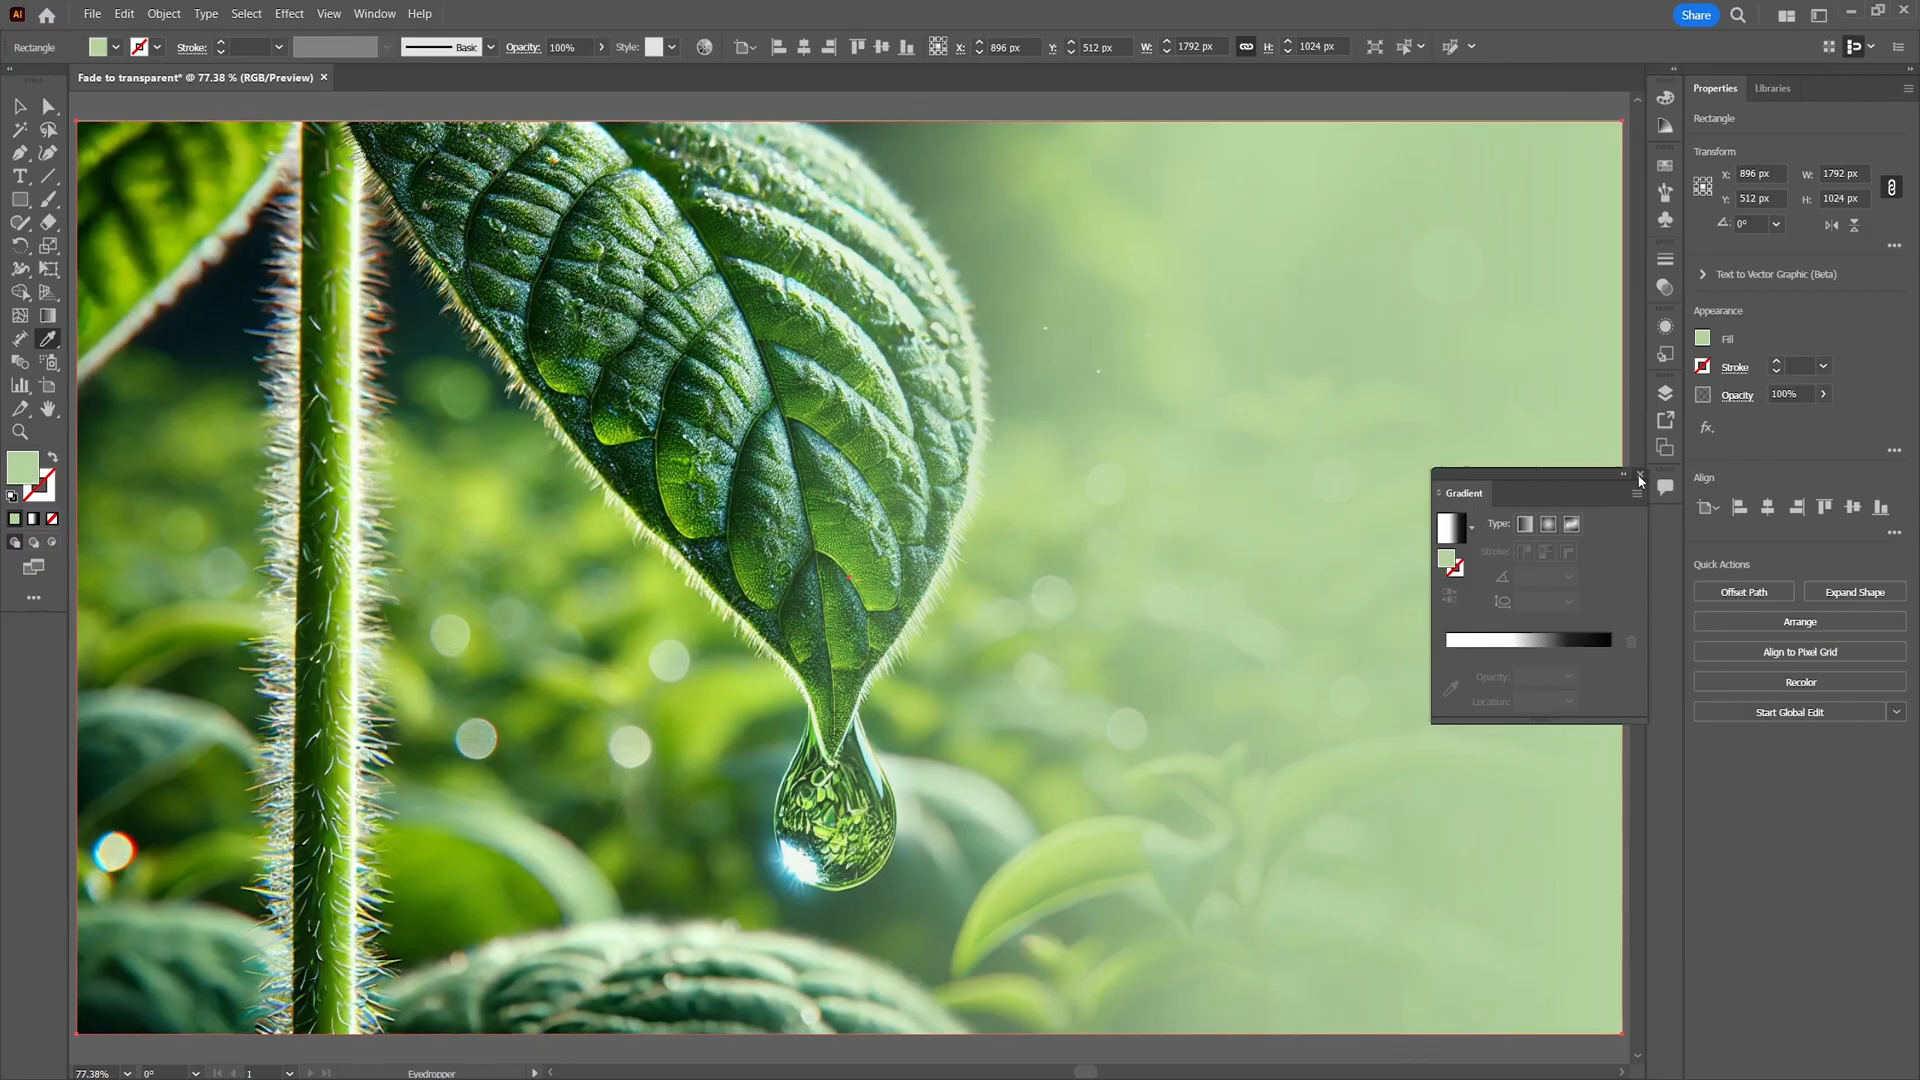 Ai File Edit Object Type Select Effect View Window Help Share
Rectangle Stroke: Basic Opacity: 100% Style: X: 896 px Y: 512 px W: 1792 px H: 1024 px
Fade to transparent* @ 77.38 % (RGB/Preview) ×
Properties Libraries
Rectangle
Transform
X: 896 px W: 1792 px
Y: 512 px H: 1024 px
0°
Text to Vector Graphic (Beta)
Appearance
Fill
Stroke
Opacity 100%
fx.
Align
Quick Actions
Offset Path Expand Shape
Arrange
Align to Pixel Grid
Recolor
Start Global Edit
Gradient
Type:
Stroke:
Opacity:
Location:
77.38% 0° 1 Eyedropper